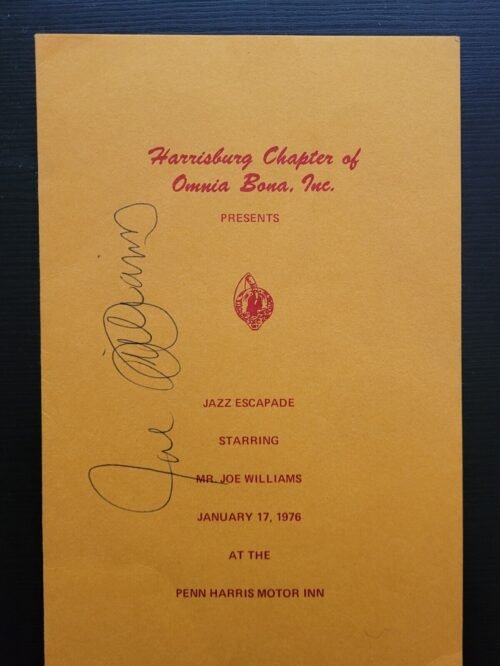 Harrisburg Chapter of
Omnia Bona, Inc.
PRESENTS
JAZZ ESCAPADE
STARRING
MR. JOE WILLIAMS
JANUARY 17, 1976
AT THE
PENN HARRIS MOTOR INN
Joe Williams